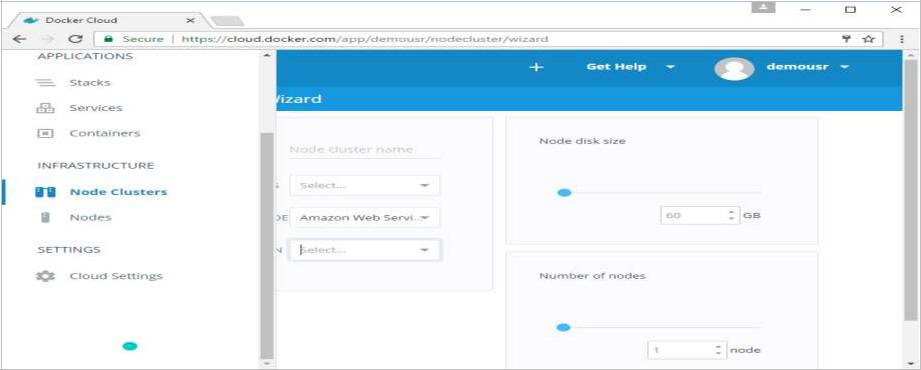 Docker Cloud
Secure | https://cloud.docker.com/app/demousr/nodecluster/wizard
APPLICATIONS
Stacks
Services
Containers
INFRASTRUCTURE
Node Clusters
Nodes
SETTINGS
Cloud Settings
+ Get Help demousr
Wizard
Node cluster name
Select...
DE Amazon Web Servi...
N Select...
Node disk size
60 GB
Number of nodes
1 node